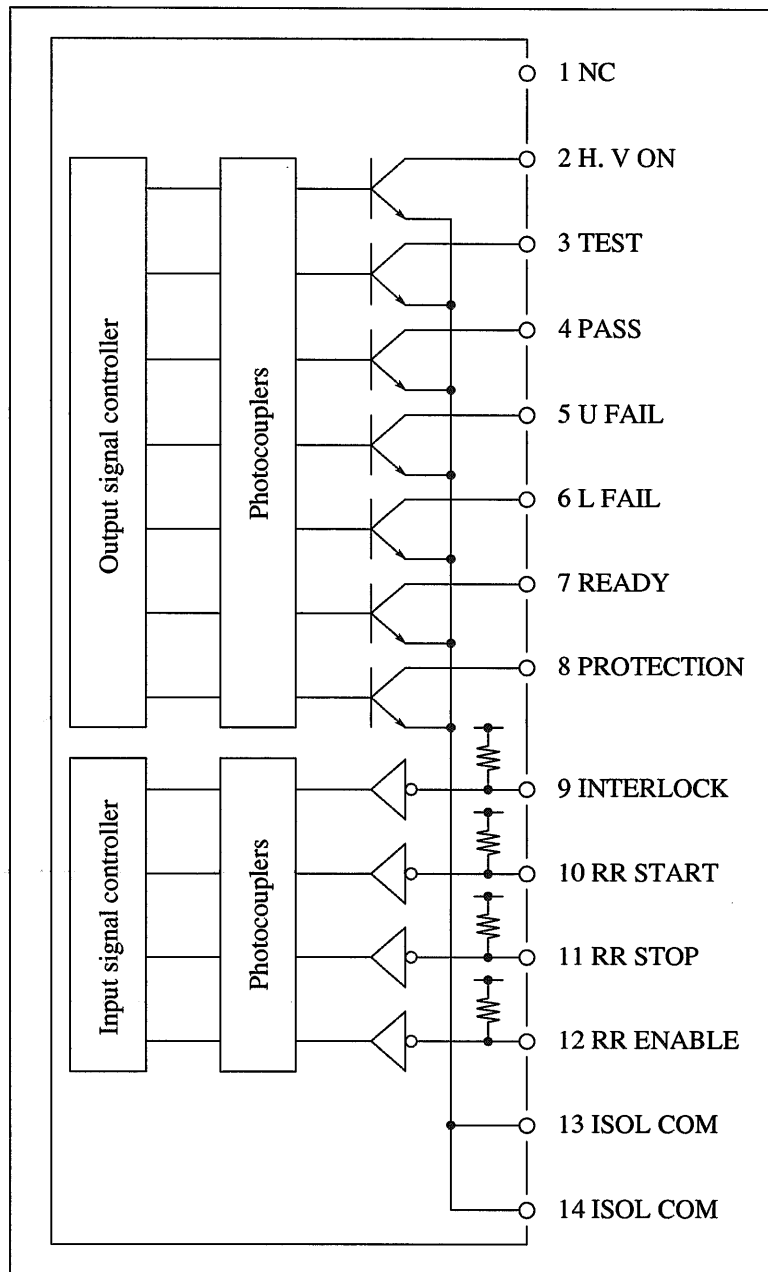 1 NC
2 H. V ON
3 TEST
4 PASS
5 U FAIL
6 L FAIL
7 READY
8 PROTECTION
Output signal controller
Photocouplers
9 INTERLOCK
10 RR START
11 RR STOP
12 RR ENABLE
Input signal controller
Photocouplers
13 ISOL COM
14 ISOL COM